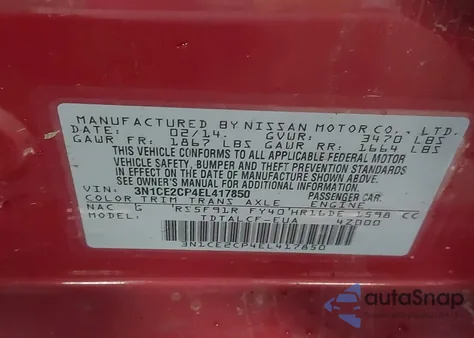 MANUFACTURED BY NISSAN MOTOR CO., LTD.
DATE: 02/14. GVWR: 3470 LBS
GAWR FR: 1867 LBS GAWR RR: 1664 LBS
THIS VEHICLE CONFORMS TO ALL APPLICABLE FEDERAL MOTOR
VEHICLE SAFETY, BUMPER AND THEFT PREVENTION
STANDARDS IN EFFECT ON THE DATE OF MANUFACTURE SHOWN ABOVE.
SEE OWNER'S MANUAL
VIN: 3N1CE2CP4EL417850 PASSENGER CAR.
COLOR TRIM TRANS AXLE ENGINE
NAC G RS5F91R FY40 HR16DE 1598 CC
MODEL: TDTALCF-EUA 42000
3N1CE2CP4EL417850
autoSnap